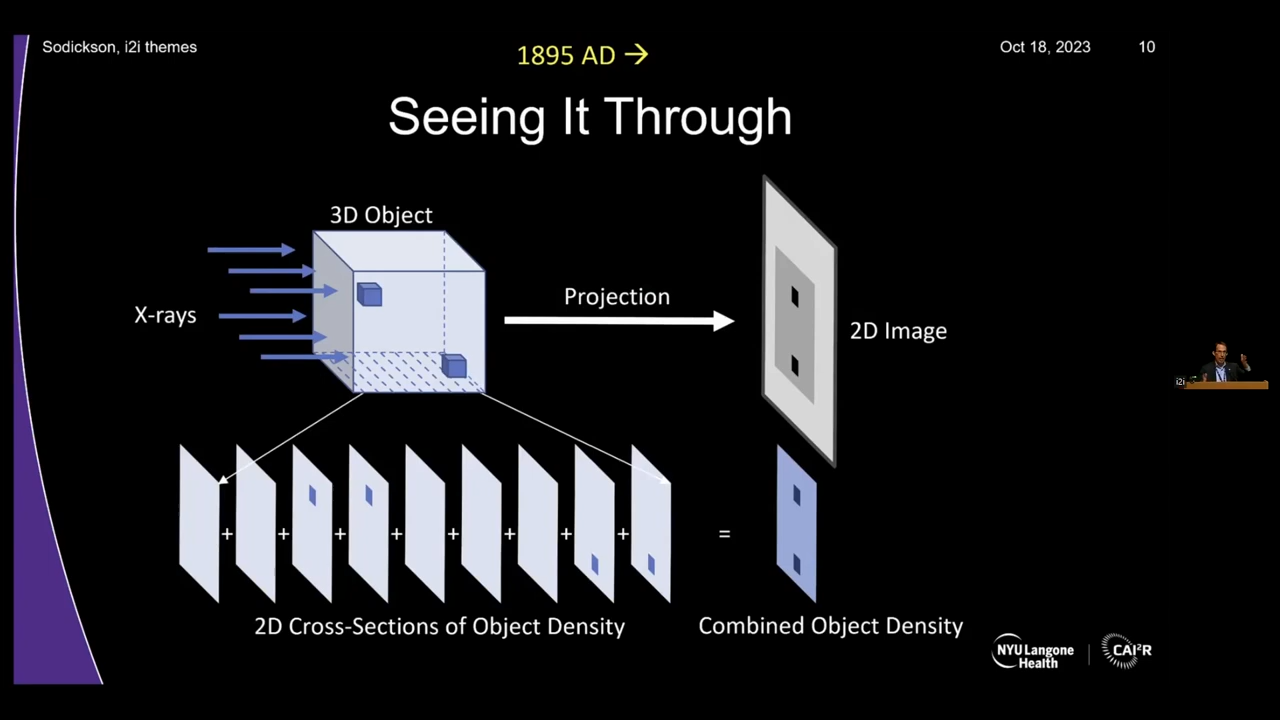 Sodickson, i2i themes
1895 AD →
Oct 18, 2023
10
Seeing It Through
3D Object
X-rays
Projection
2D Image
+ + + + + + + + =
2D Cross-Sections of Object Density
Combined Object Density
i2i
NYU Langone
Health
CAI²R